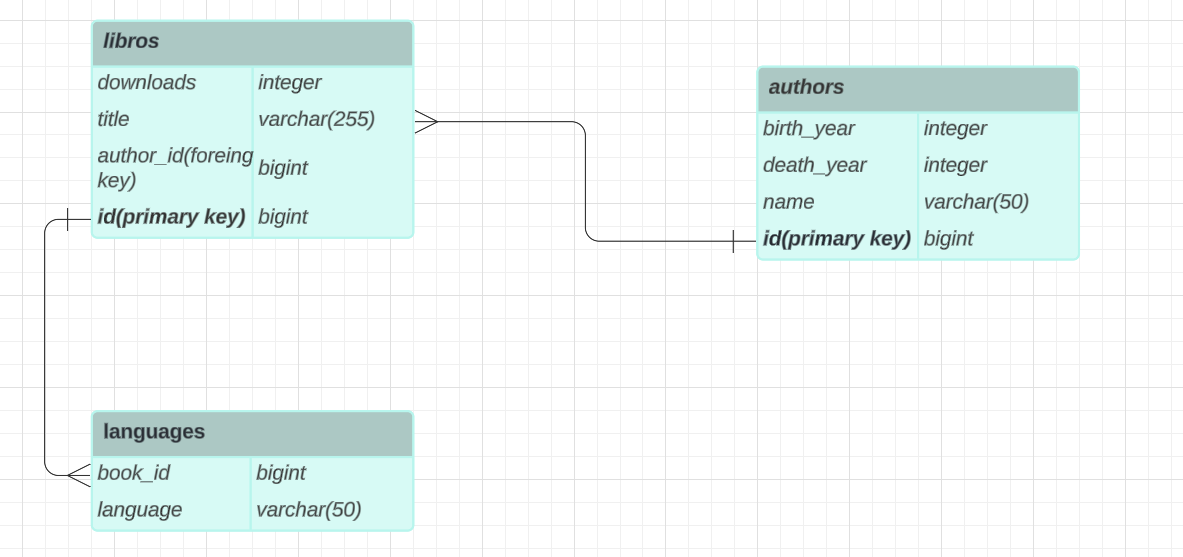 libros
downloads integer
title varchar(255)
author_id(foreing
key) bigint
id(primary key) bigint
authors
birth_year integer
death_year integer
name varchar(50)
id(primary key) bigint
languages
book_id bigint
language varchar(50)